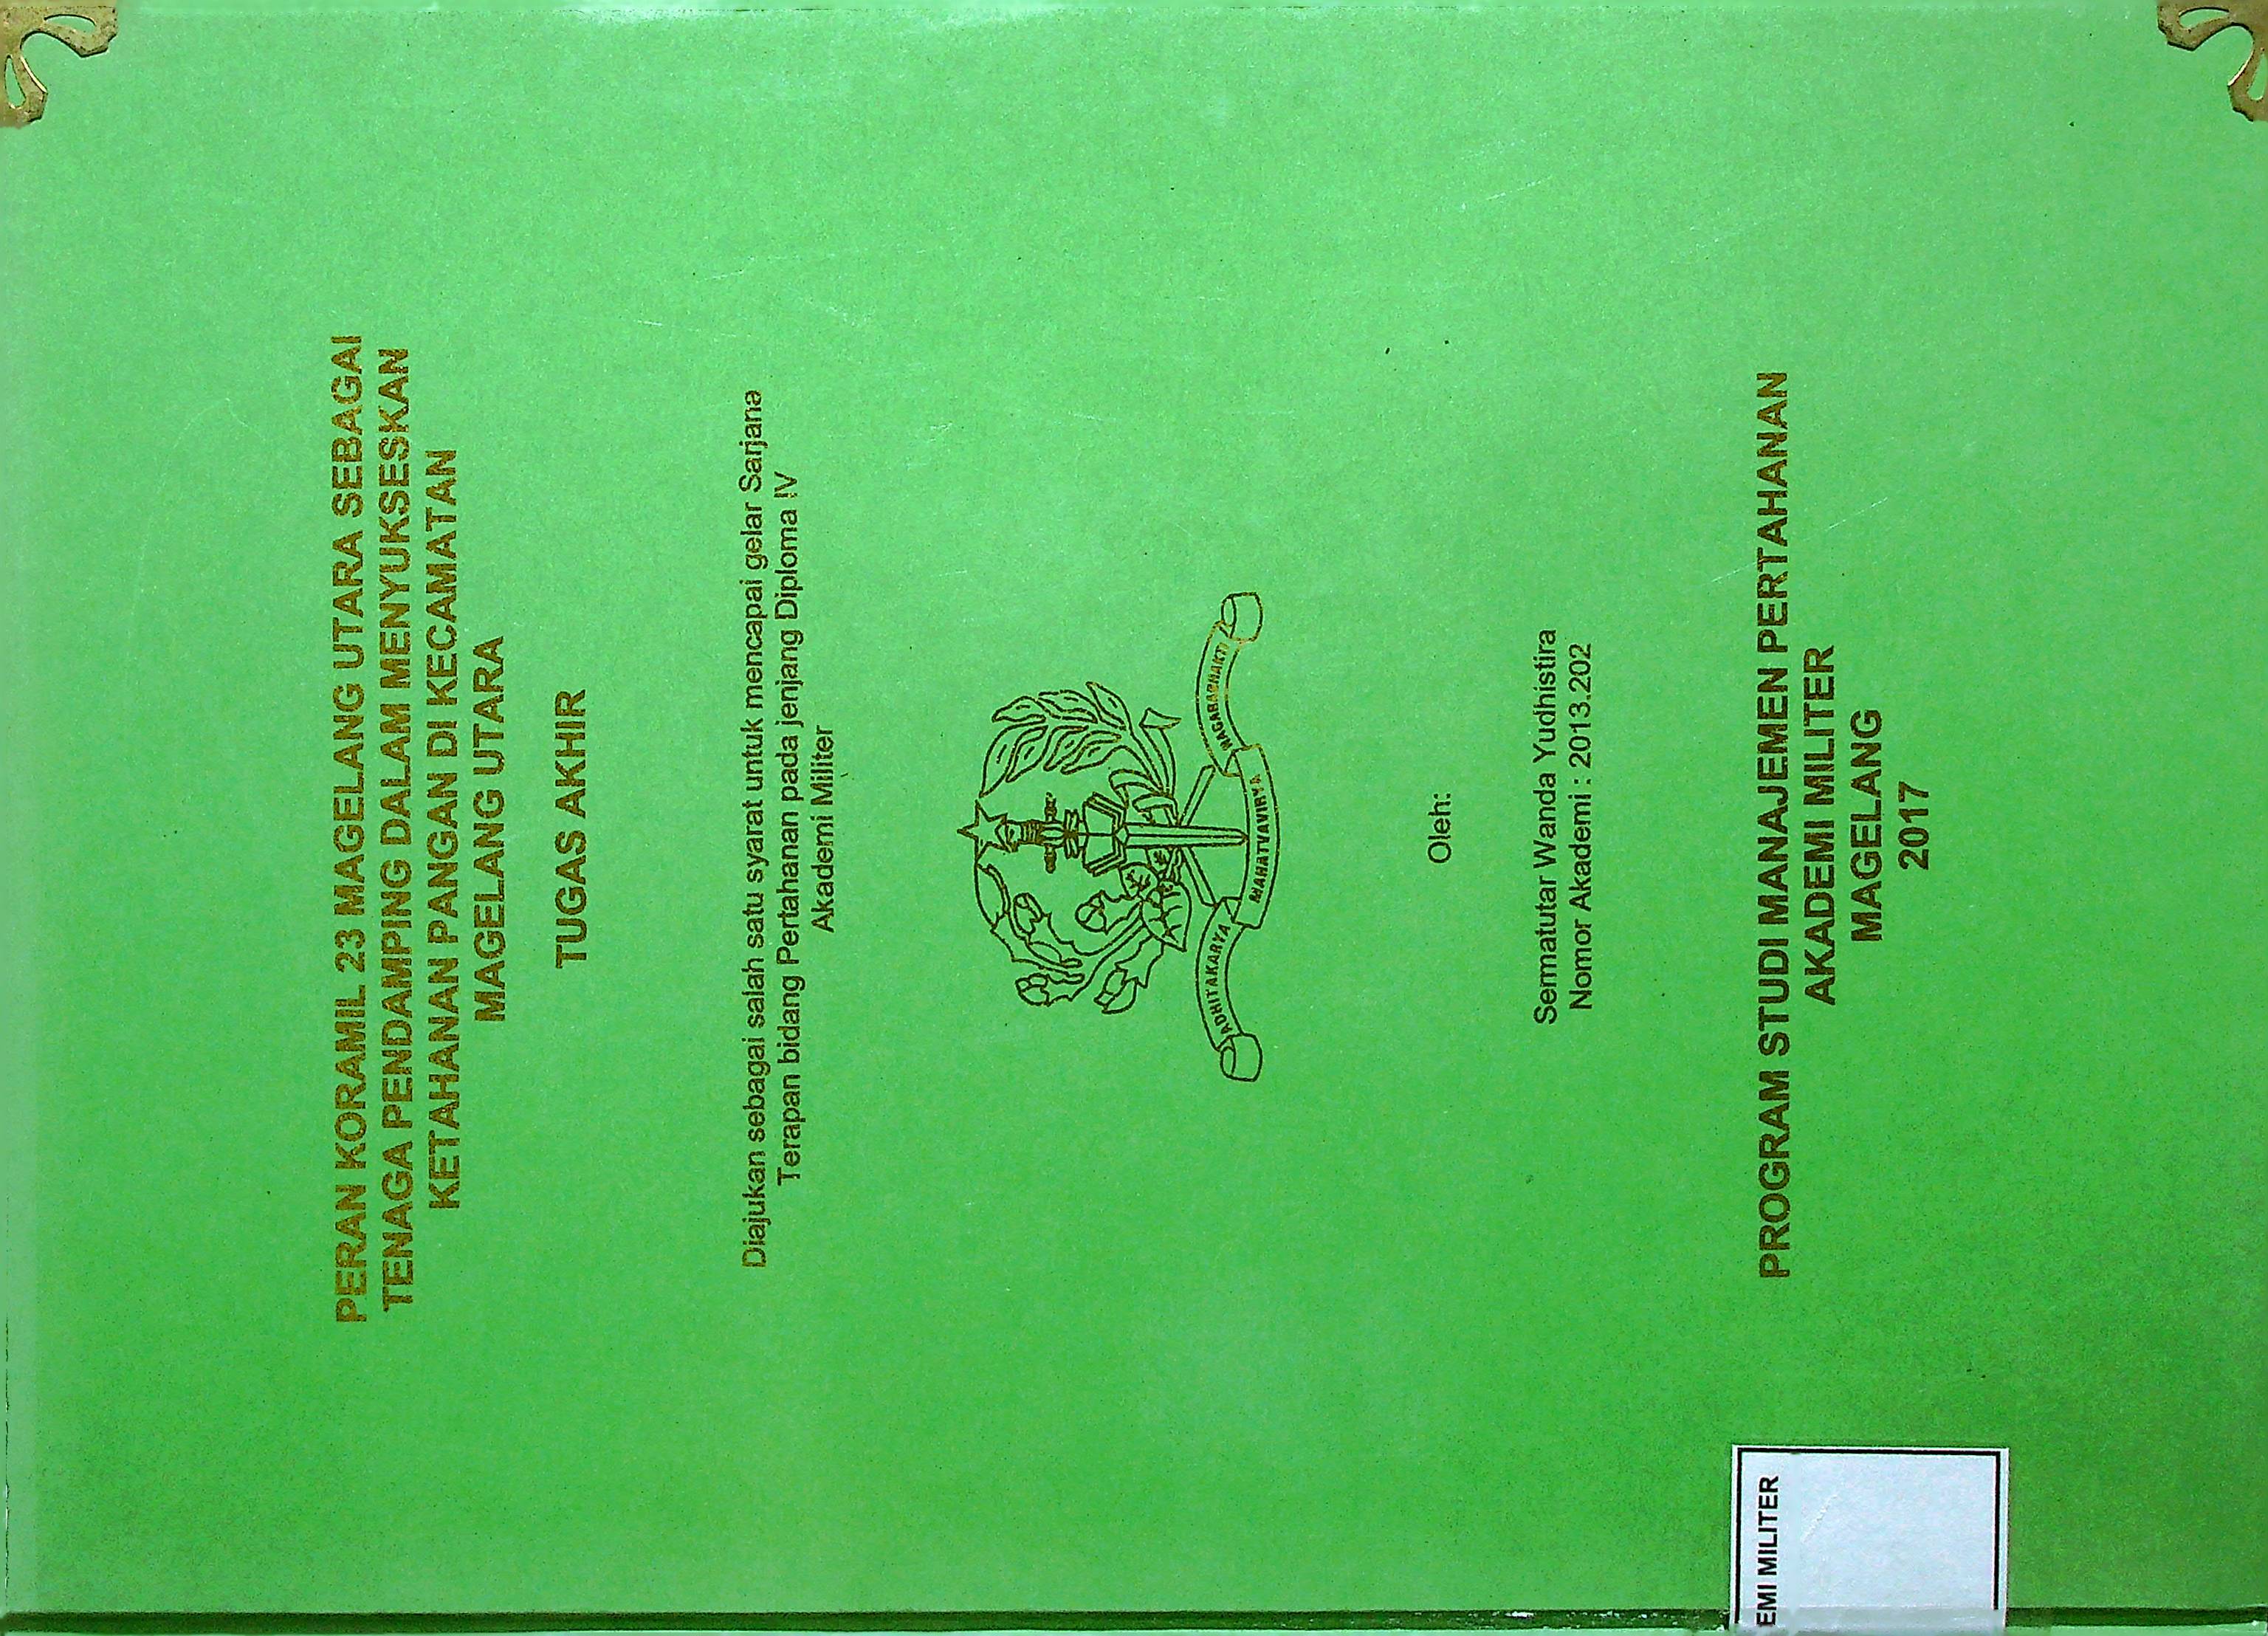 PERAN KORAMIL 23 MAGELANG UTARA SEBAGAI
TENAGA PENDAMPING DALAM MENYUKSESKAN
KETAHANAN PANGAN DI KECAMATAN
MAGELANG UTARA
TUGAS AKHIR
Diajukan sebagai salah satu syarat untuk mencapai gelar Sarjana
Terapan bidang Pertahanan pada jenjang Diploma IV
Akademi Militer
ADHITAKARYA MAHATVAVIRYA NAGARABHAKTI
Oleh:
Sermatutar Wanda Yudhistira
Nomor Akademi : 2013.202
PROGRAM STUDI MANAJEMEN PERTAHANAN
AKADEMI MILITER
MAGELANG
2017
EMI MILITER